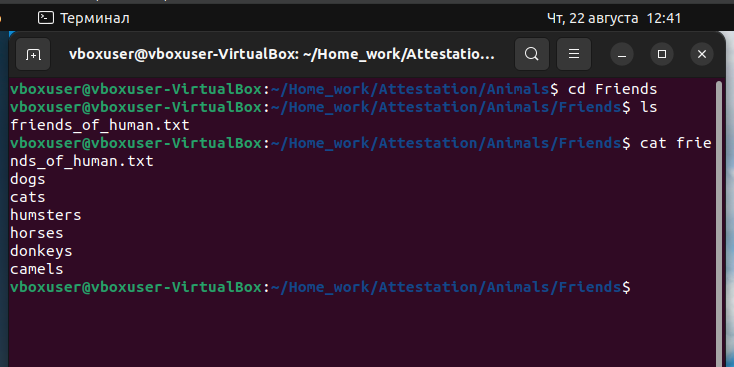 Терминал
Чт, 22 августа 12:41
vboxuser@vboxuser-VirtualBox: ~/Home_work/Attestatio...
vboxuser@vboxuser-VirtualBox:~/Home_work/Attestation/Animals$ cd Friends
vboxuser@vboxuser-VirtualBox:~/Home_work/Attestation/Animals/Friends$ ls
friends_of_human.txt
vboxuser@vboxuser-VirtualBox:~/Home_work/Attestation/Animals/Friends$ cat frie
nds_of_human.txt
dogs
cats
humsters
horses
donkeys
camels
vboxuser@vboxuser-VirtualBox:~/Home_work/Attestation/Animals/Friends$